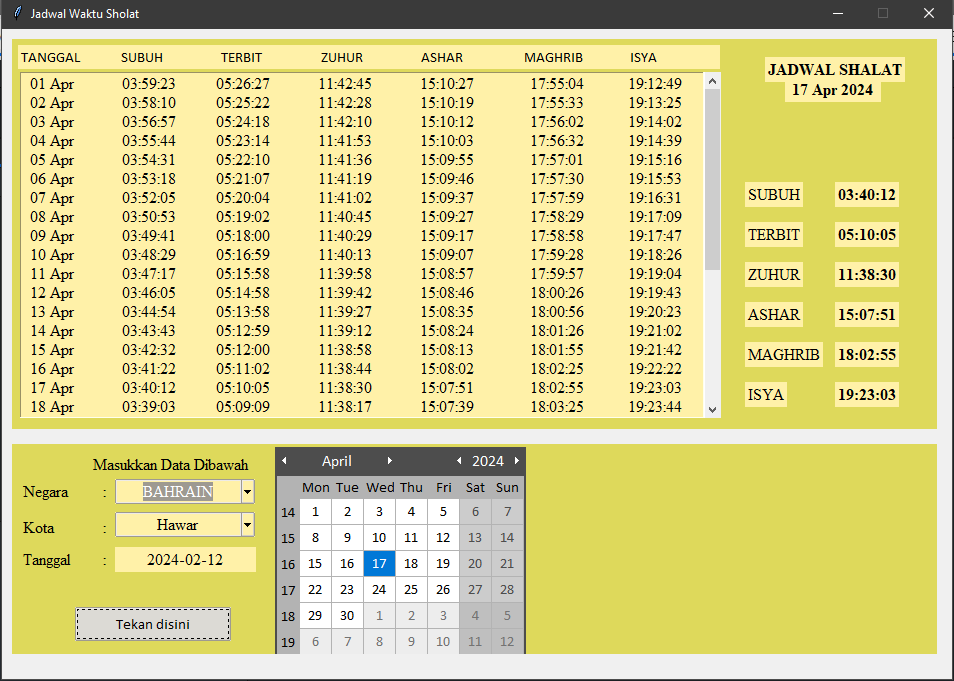 Jadwal Waktu Sholat
TANGGAL SUBUH TERBIT ZUHUR ASHAR MAGHRIB ISYA
01 Apr 03:59:23 05:26:27 11:42:45 15:10:27 17:55:04 19:12:49
02 Apr 03:58:10 05:25:22 11:42:28 15:10:19 17:55:33 19:13:25
03 Apr 03:56:57 05:24:18 11:42:10 15:10:12 17:56:02 19:14:02
04 Apr 03:55:44 05:23:14 11:41:53 15:10:03 17:56:32 19:14:39
05 Apr 03:54:31 05:22:10 11:41:36 15:09:55 17:57:01 19:15:16
06 Apr 03:53:18 05:21:07 11:41:19 15:09:46 17:57:30 19:15:53
07 Apr 03:52:05 05:20:04 11:41:02 15:09:37 17:57:59 19:16:31
08 Apr 03:50:53 05:19:02 11:40:45 15:09:27 17:58:29 19:17:09
09 Apr 03:49:41 05:18:00 11:40:29 15:09:17 17:58:58 19:17:47
10 Apr 03:48:29 05:16:59 11:40:13 15:09:07 17:59:28 19:18:26
11 Apr 03:47:17 05:15:58 11:39:58 15:08:57 17:59:57 19:19:04
12 Apr 03:46:05 05:14:58 11:39:42 15:08:46 18:00:26 19:19:43
13 Apr 03:44:54 05:13:58 11:39:27 15:08:35 18:00:56 19:20:23
14 Apr 03:43:43 05:12:59 11:39:12 15:08:24 18:01:26 19:21:02
15 Apr 03:42:32 05:12:00 11:38:58 15:08:13 18:01:55 19:21:42
16 Apr 03:41:22 05:11:02 11:38:44 15:08:02 18:02:25 19:22:22
17 Apr 03:40:12 05:10:05 11:38:30 15:07:51 18:02:55 19:23:03
18 Apr 03:39:03 05:09:09 11:38:17 15:07:39 18:03:25 19:23:44
JADWAL SHALAT
17 Apr 2024
SUBUH 03:40:12
TERBIT 05:10:05
ZUHUR 11:38:30
ASHAR 15:07:51
MAGHRIB 18:02:55
ISYA 19:23:03
Masukkan Data Dibawah
Negara : BAHRAIN
Kota : Hawar
Tanggal : 2024-02-12
Tekan disini
April 2024
Mon Tue Wed Thu Fri Sat Sun
14 1 2 3 4 5 6 7
15 8 9 10 11 12 13 14
16 15 16 17 18 19 20 21
17 22 23 24 25 26 27 28
18 29 30 1 2 3 4 5
19 6 7 8 9 10 11 12